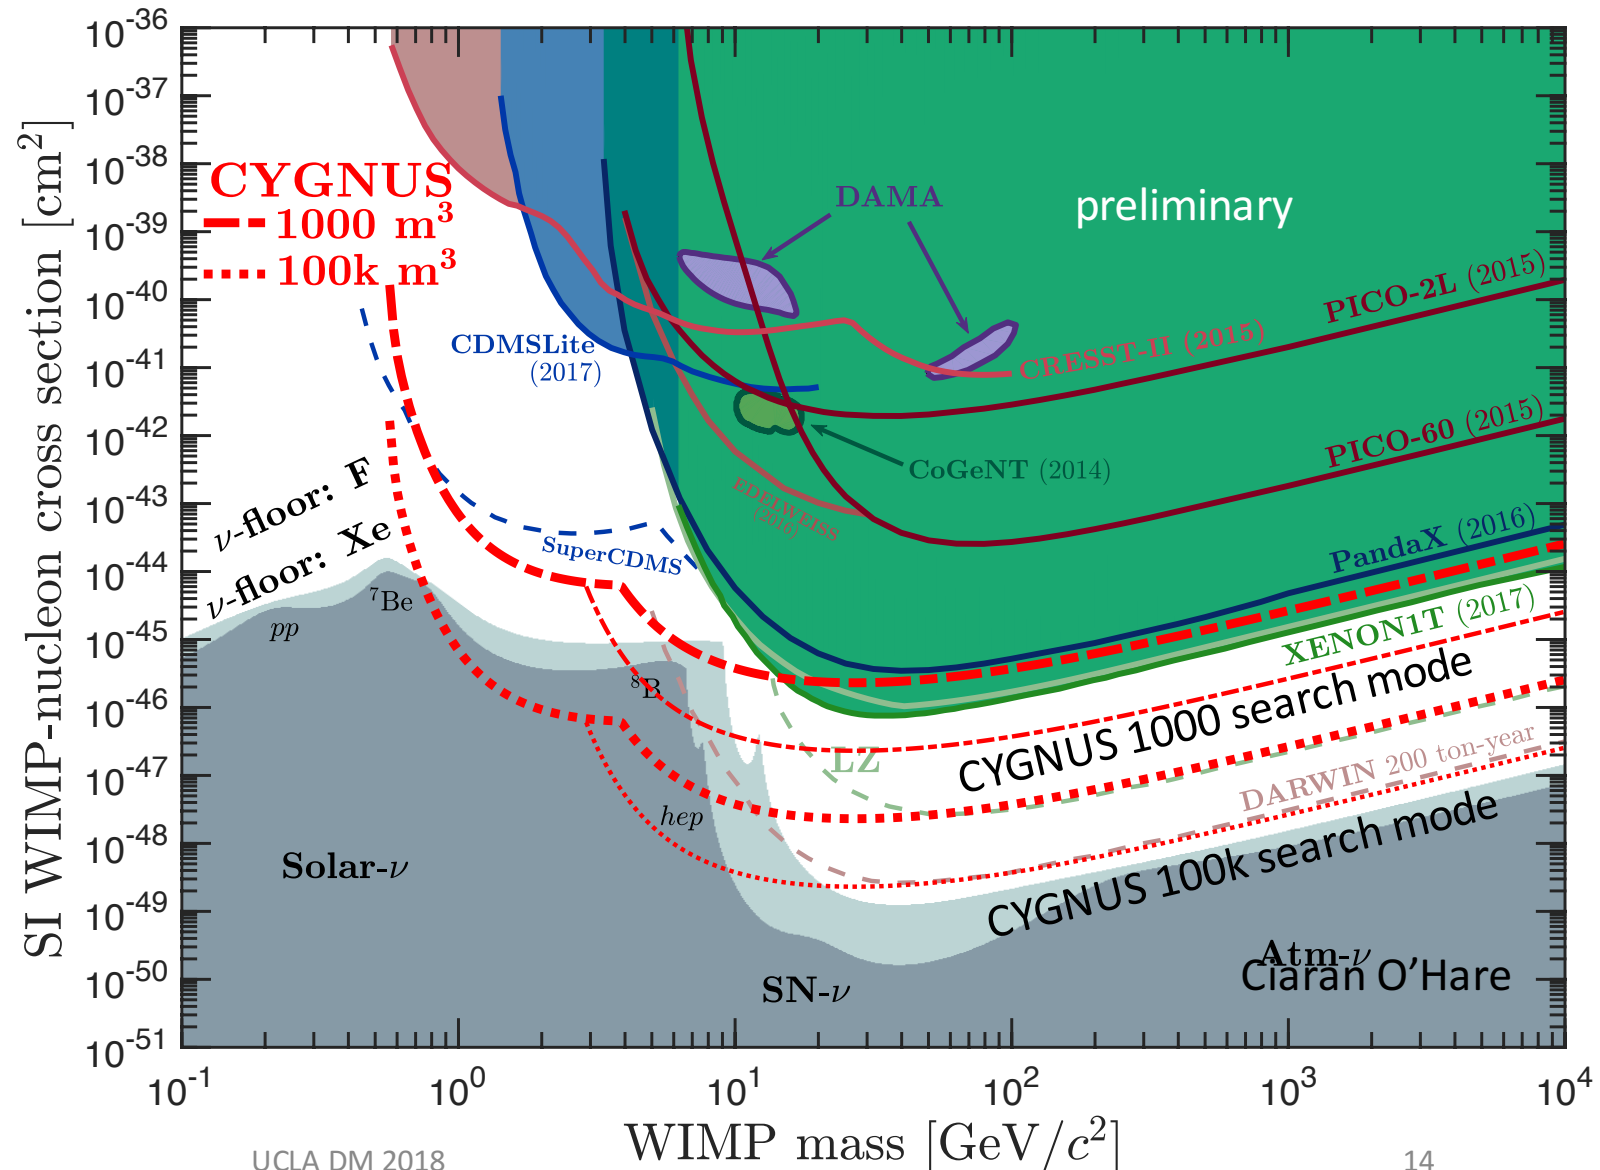 SI WIMP-nucleon cross section [cm²]
10⁻³⁶
10⁻³⁷
10⁻³⁸
10⁻³⁹
10⁻⁴⁰
10⁻⁴¹
10⁻⁴²
10⁻⁴³
10⁻⁴⁴
10⁻⁴⁵
10⁻⁴⁶
10⁻⁴⁷
10⁻⁴⁸
10⁻⁴⁹
10⁻⁵⁰
10⁻⁵¹
CYGNUS
1000 m³
100k m³
DAMA
preliminary
PICO-2L (2015)
CRESST-II (2015)
CDMSLite
(2017)
PICO-60 (2015)
CoGeNT (2014)
EDELWEISS
(2016)
ν-floor: F
ν-floor: Xe
SuperCDMS
PandaX (2016)
XENON1T (2017)
⁷Be
pp
⁸B
CYGNUS 1000 search mode
LZ
DARWIN 200 ton-year
hep
CYGNUS 100k search mode
Solar-ν
Atm-ν
Ciaran O'Hare
SN-ν
10⁻¹
10⁰
10¹
10²
10³
10⁴
WIMP mass [GeV/c²]
UCLA DM 2018
14